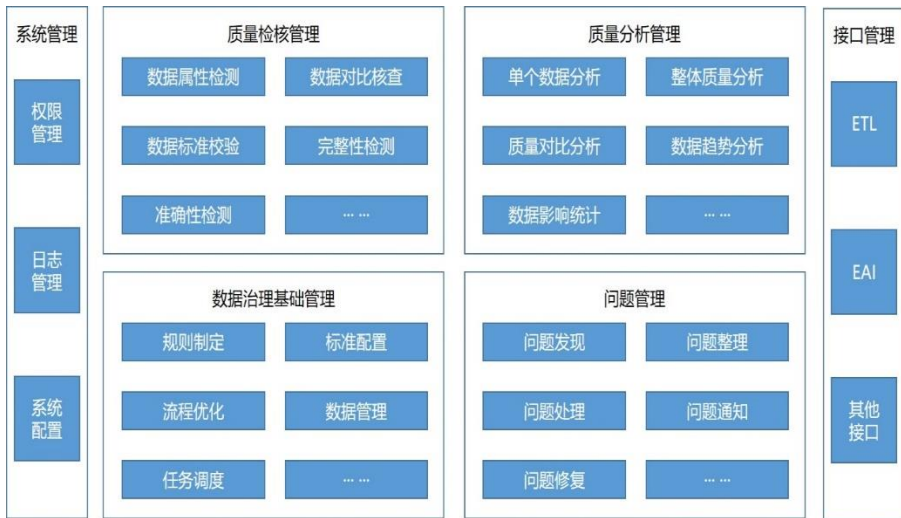 系统管理
权限
管理
日志
管理
系统
配置
质量检核管理
数据属性检测
数据对比核查
数据标准校验
完整性检测
准确性检测
… …
质量分析管理
单个数据分析
整体质量分析
质量对比分析
数据趋势分析
数据影响统计
… …
数据治理基础管理
规则制定
标准配置
流程优化
数据管理
任务调度
… …
问题管理
问题发现
问题整理
问题处理
问题通知
问题修复
… …
接口管理
ETL
EAI
其他
接口